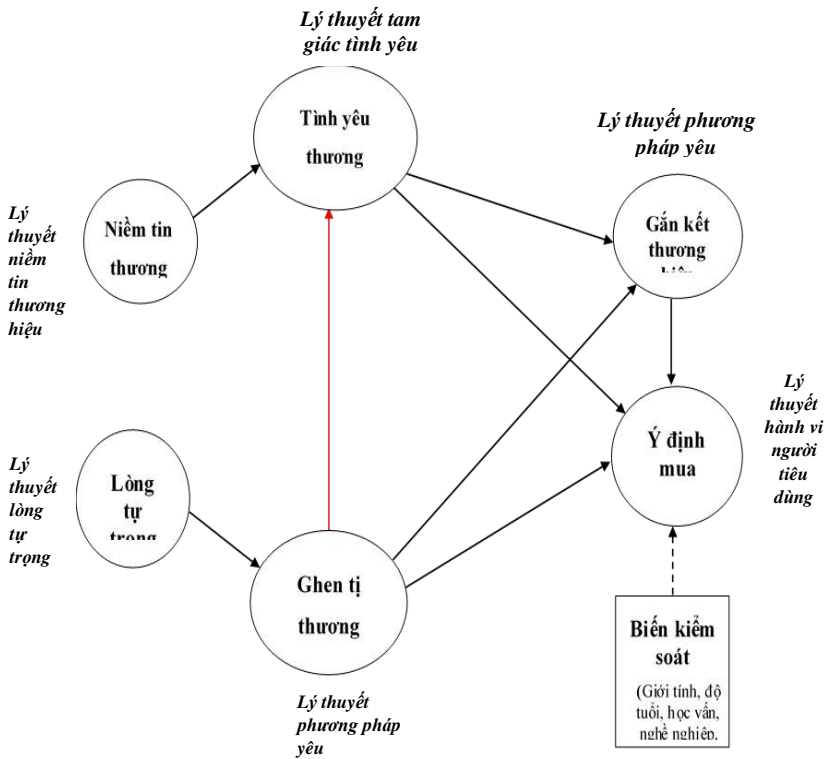 Lý thuyết tam
giác tình yêu
Tình yêu
thương
Lý thuyết phương
pháp yêu
Lý
thuyết
niềm
tin
thương
hiệu
Niềm tin
thương
Gắn kết
thương
Lý
thuyết
hành vi
người
tiêu
dùng
Ý định
mua
Lý
thuyết
lòng
tự
trọng
Lòng
tự
trọng
Ghen tị
thương
Biến kiểm
soát
(Giới tính, độ
tuổi, học vấn,
nghề nghiệp,
Lý thuyết
phương pháp
yêu